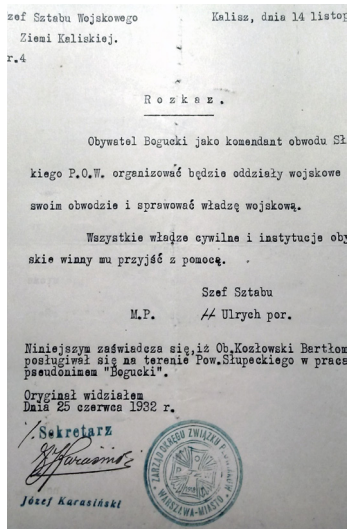 zef Sztabu Wojskowego Kalisz, dnia 14 listop
Ziemi Kaliskiej.
r.4
Rozkaz.
Obywatel Bogucki jako komendant obwodu Sł
kiego P.O.W. organizować będzie oddziały wojskowe
swoim obwodzie i sprawować władzę wojskową.
Wszystkie władze cywilne i instytucje oby
skie winny mu przyjść z pomocą.
Szef Sztabu
M.P. Ulrych por.
Niniejszym zaświadcza się,iż Ob.Kozłowski Bartłom
posługiwał się na terenie Pow.Słupeckiego w praca
pseudonimem "Bogucki".
Oryginał widziałem
Dnia 25 czerwca 1932 r.
Sekretarz
Józef Karasiński
ZARZĄD OKRĘGU ZWIĄZKU
WARSZAWA-MIASTO